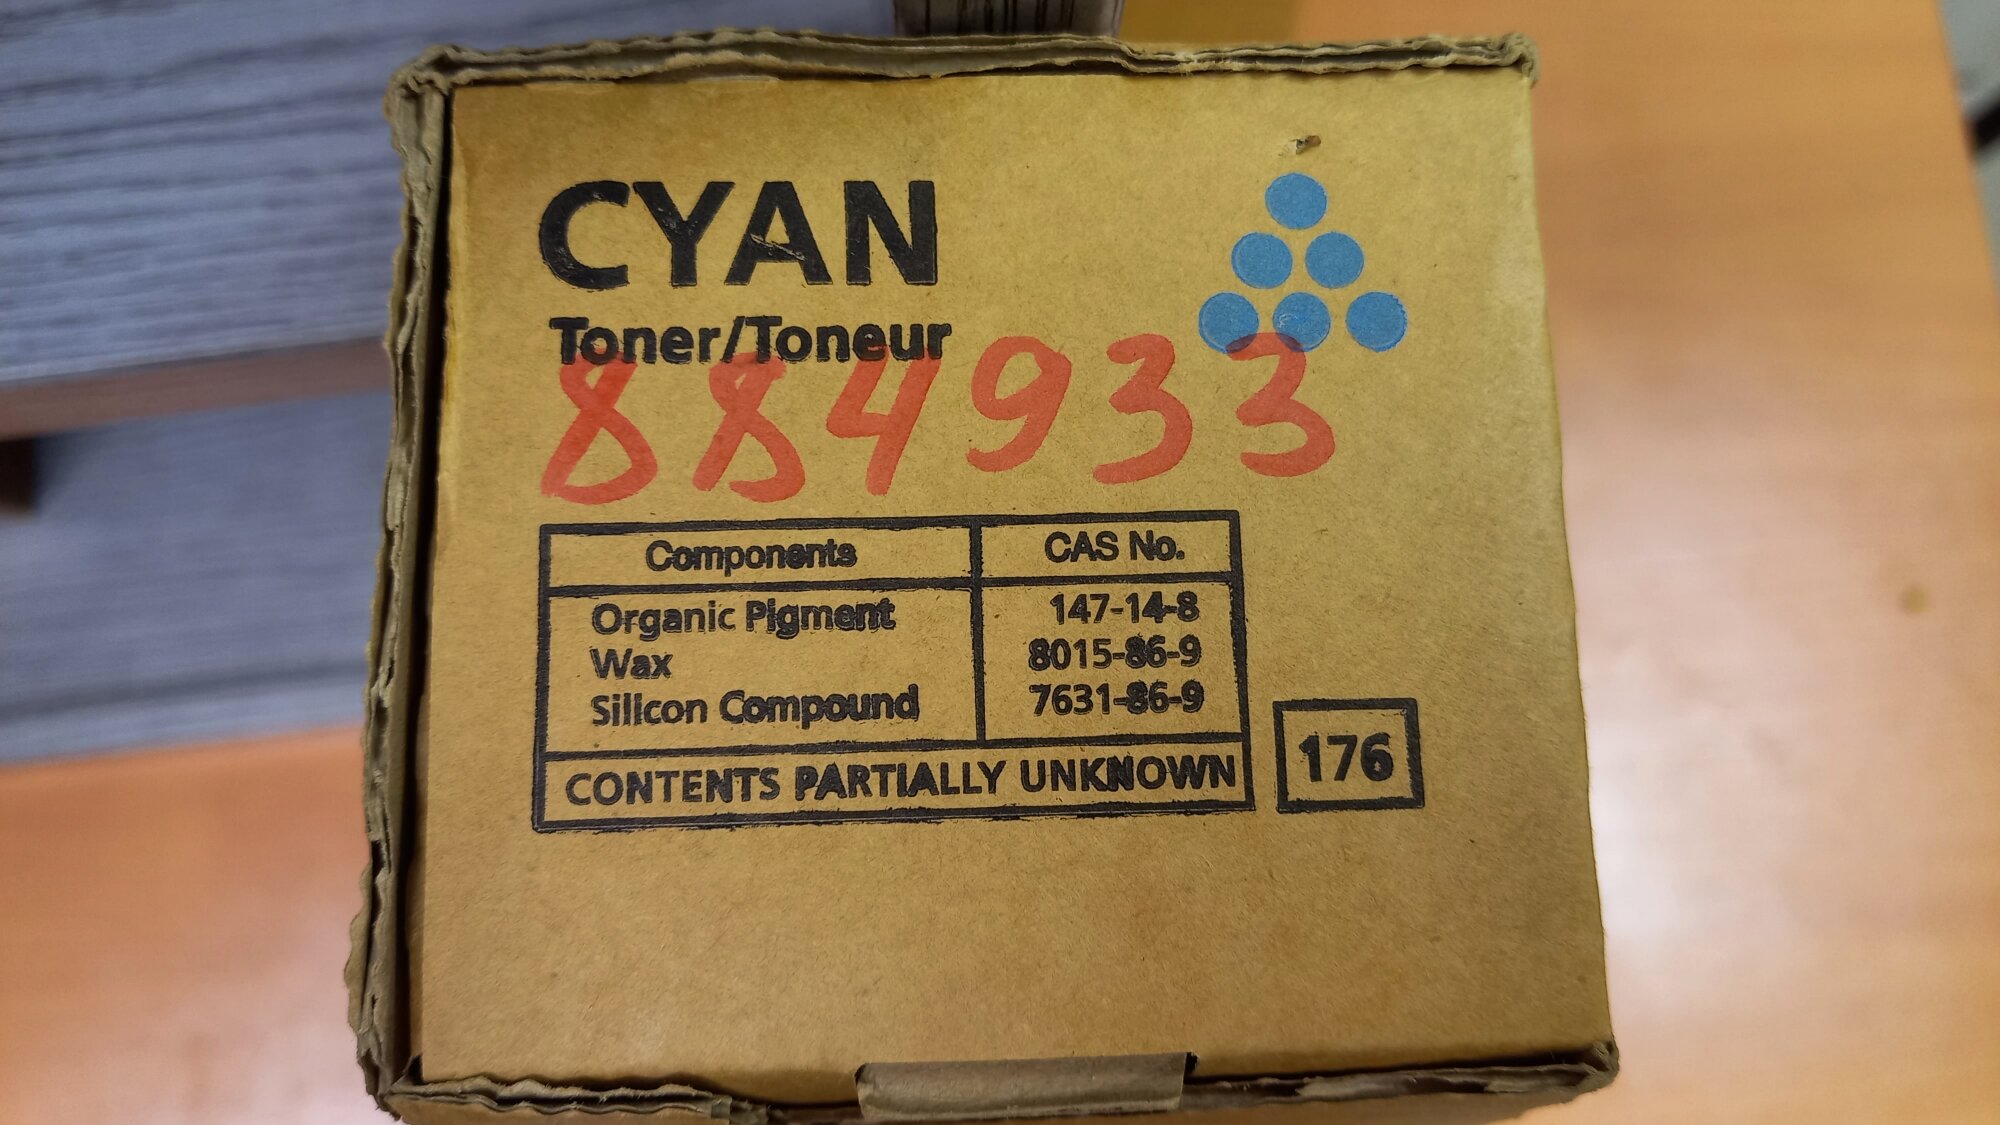 CYAN
Toner/Toneur
884933
Components CAS No.
Organic Pigment 147-14-8
Wax 8015-86-9
Silicon Compound 7631-86-9
CONTENTS PARTIALLY UNKNOWN
176